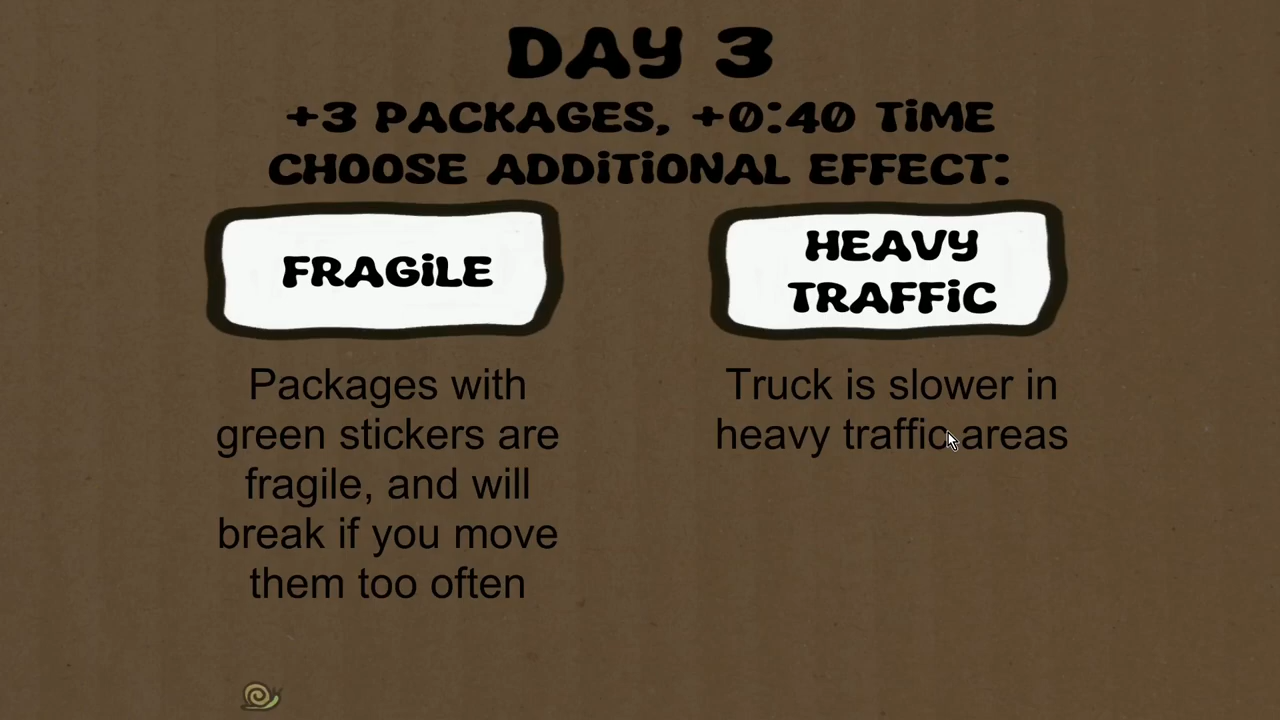 DAY 3
+3 PACKAGES, +0:40 TiME
CHOOSE ADDiTiONAL EFFECT:
FRAGiLE
Packages with
green stickers are
fragile, and will
break if you move
them too often
HEAVY
TRAFFiC
Truck is slower in
heavy traffic areas